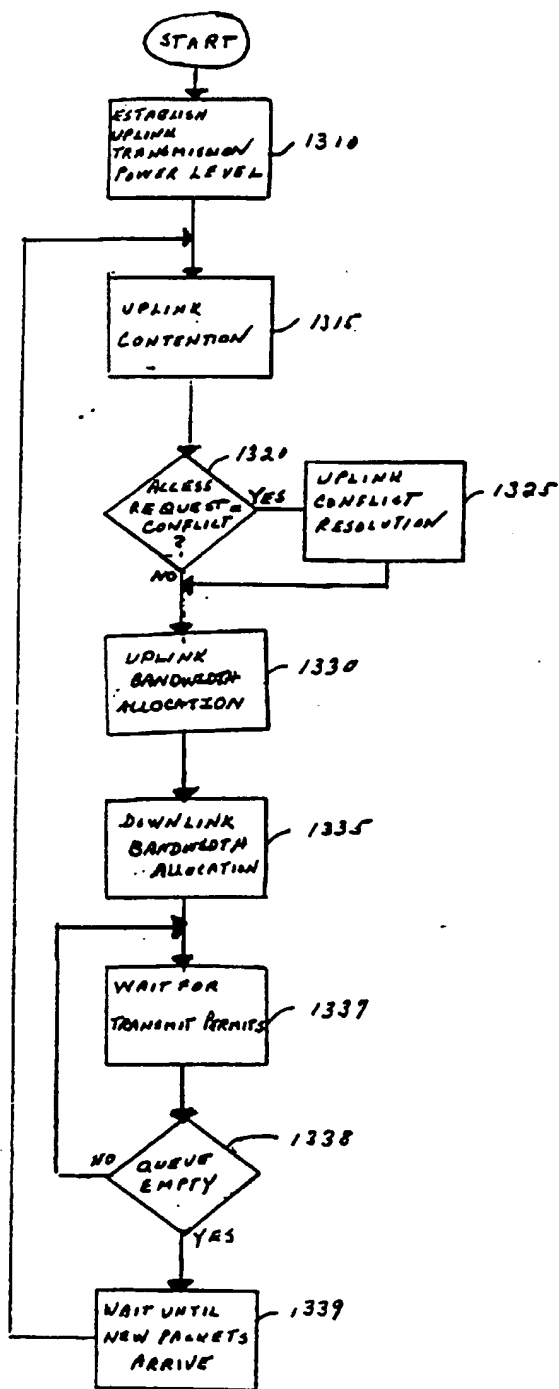 START
ESTABLISH
UPLINK
TRANSMISSION
POWER LEVEL
1310
UPLINK
CONTENTION
1315
1320
ACCESS
REQUEST
CONFLICT
?
YES
NO
UPLINK
CONFLICT
RESOLUTION
1325
UPLINK
BANDWIDTH
ALLOCATION
1330
DOWNLINK
BANDWIDTH
ALLOCATION
1335
WAIT FOR
TRANSMIT PERMITS
1337
QUEUE
EMPTY
1338
NO
YES
WAIT UNTIL
NEW PACKETS
ARRIVE
1339